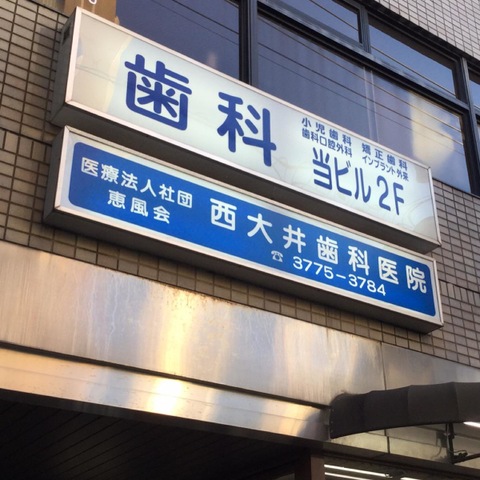 歯科
小児歯科 矯正歯科
歯科口腔外科 インプラント外来
当ビル2F
医療法人社団
恵風会
西大井歯科医院
☎ 3775-3784